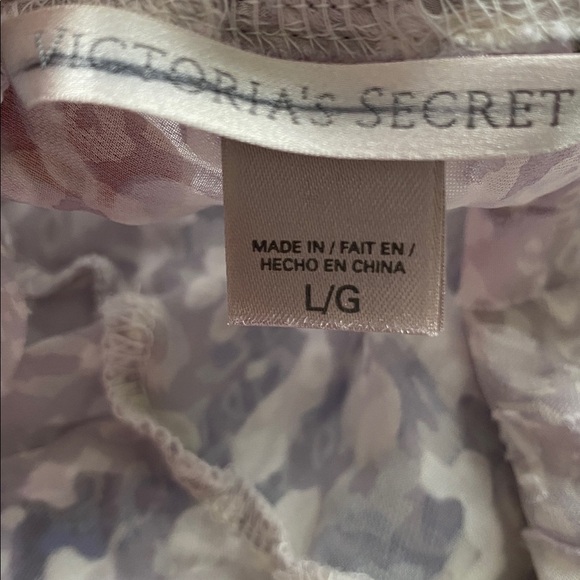 VICTORIA'S SECRET
MADE IN / FAIT EN /
HECHO EN CHINA
L/G